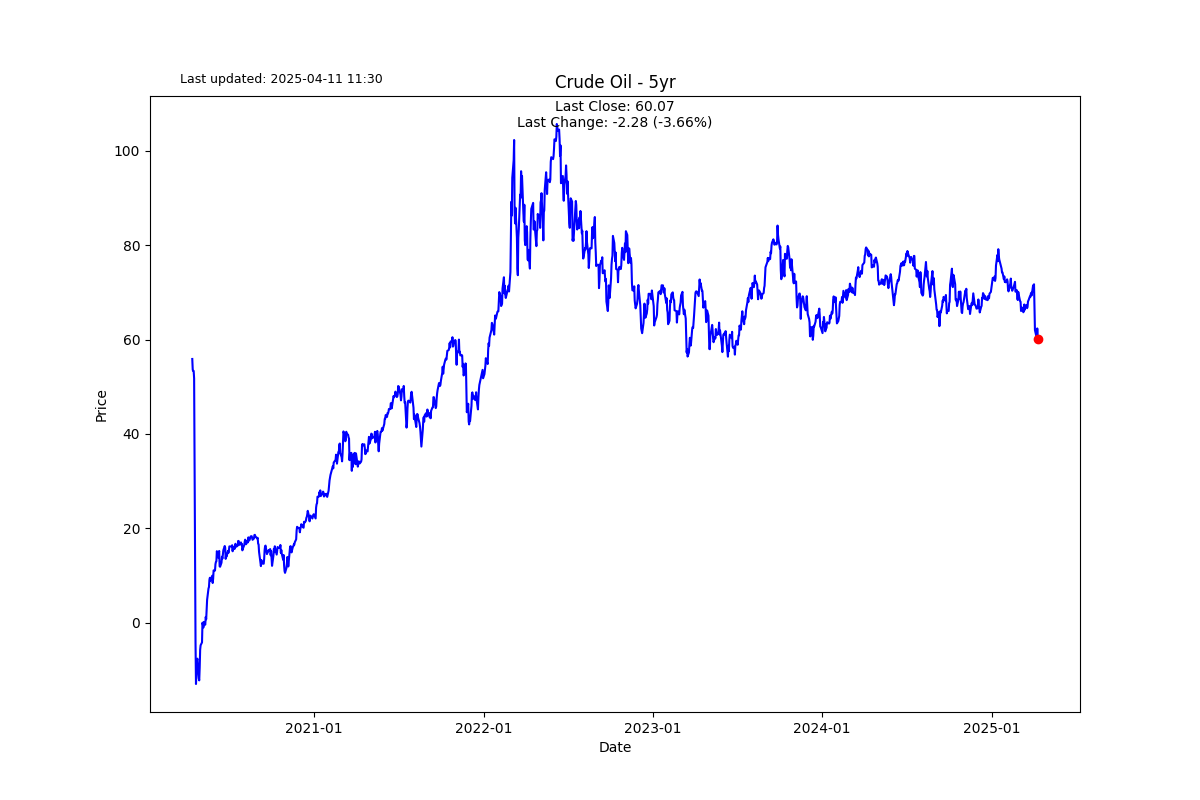 Last updated: 2025-04-11 11:30
Crude Oil - 5yr
Last Close: 60.07
Last Change: -2.28 (-3.66%)
100
80
60
40
20
0
Price
2021-01
2022-01
2023-01
2024-01
2025-01
Date